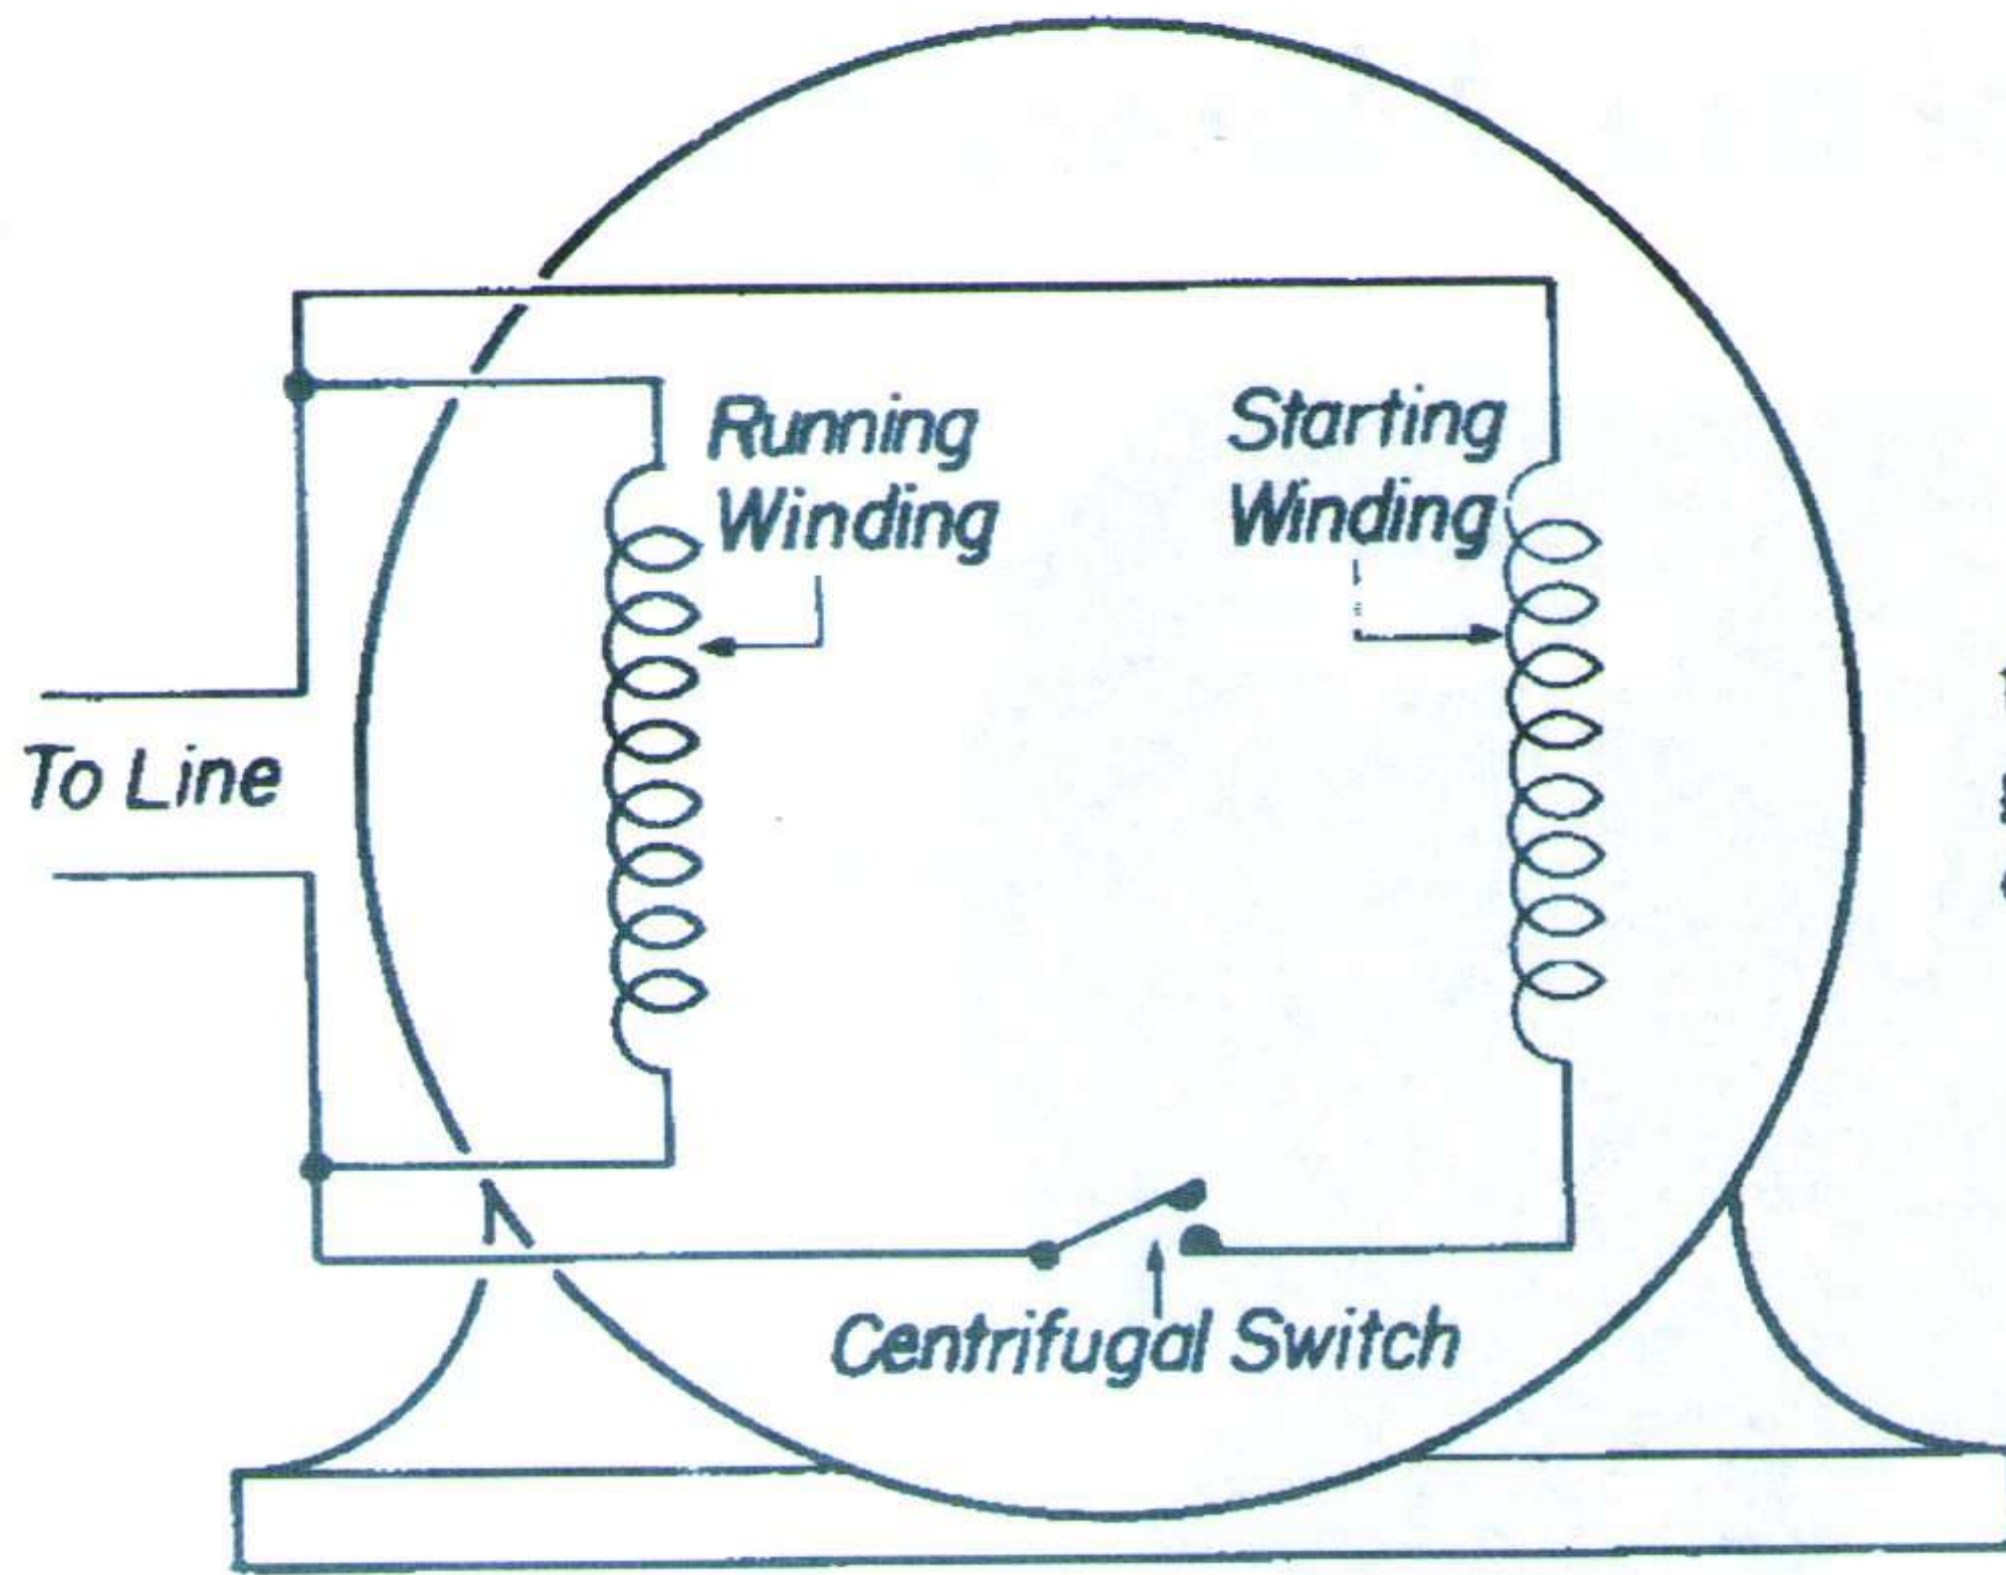 Running
Winding
Starting
Winding
To Line
Centrifugal Switch